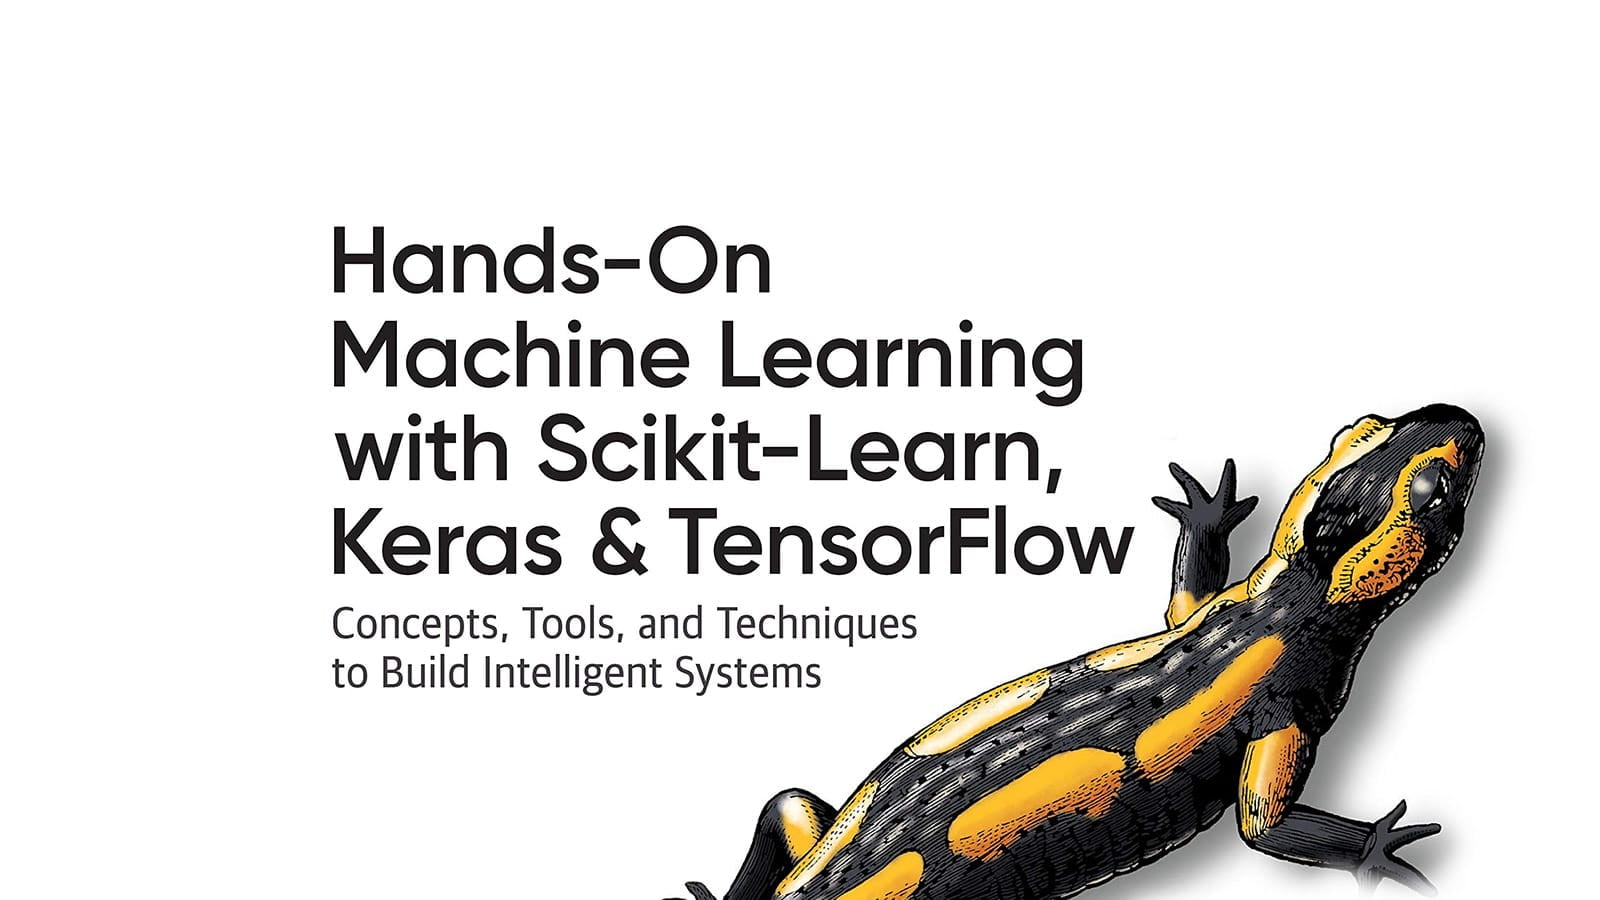 Hands-On
Machine Learning
with Scikit-Learn,
Keras & TensorFlow
Concepts, Tools, and Techniques
to Build Intelligent Systems